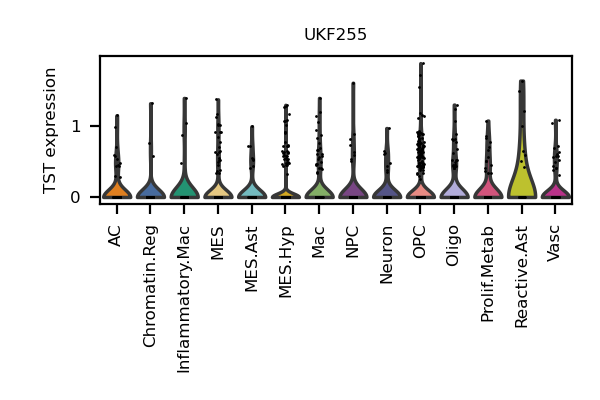 UKF255
TST expression
1
0
AC
Chromatin.Reg
Inflammatory.Mac
MES
MES.Ast
MES.Hyp
Mac
NPC
Neuron
OPC
Oligo
Prolif.Metab
Reactive.Ast
Vasc